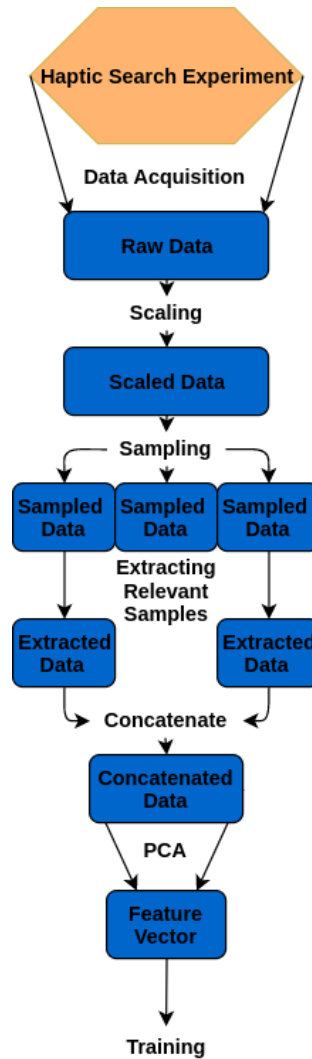 Haptic Search Experiment
Data Acquisition
Raw Data
Scaling
Scaled Data
Sampling
Sampled Data
Sampled Data
Sampled Data
Extracting
Relevant
Samples
Extracted Data
Extracted Data
Concatenate
Concatenated
Data
PCA
Feature
Vector
Training